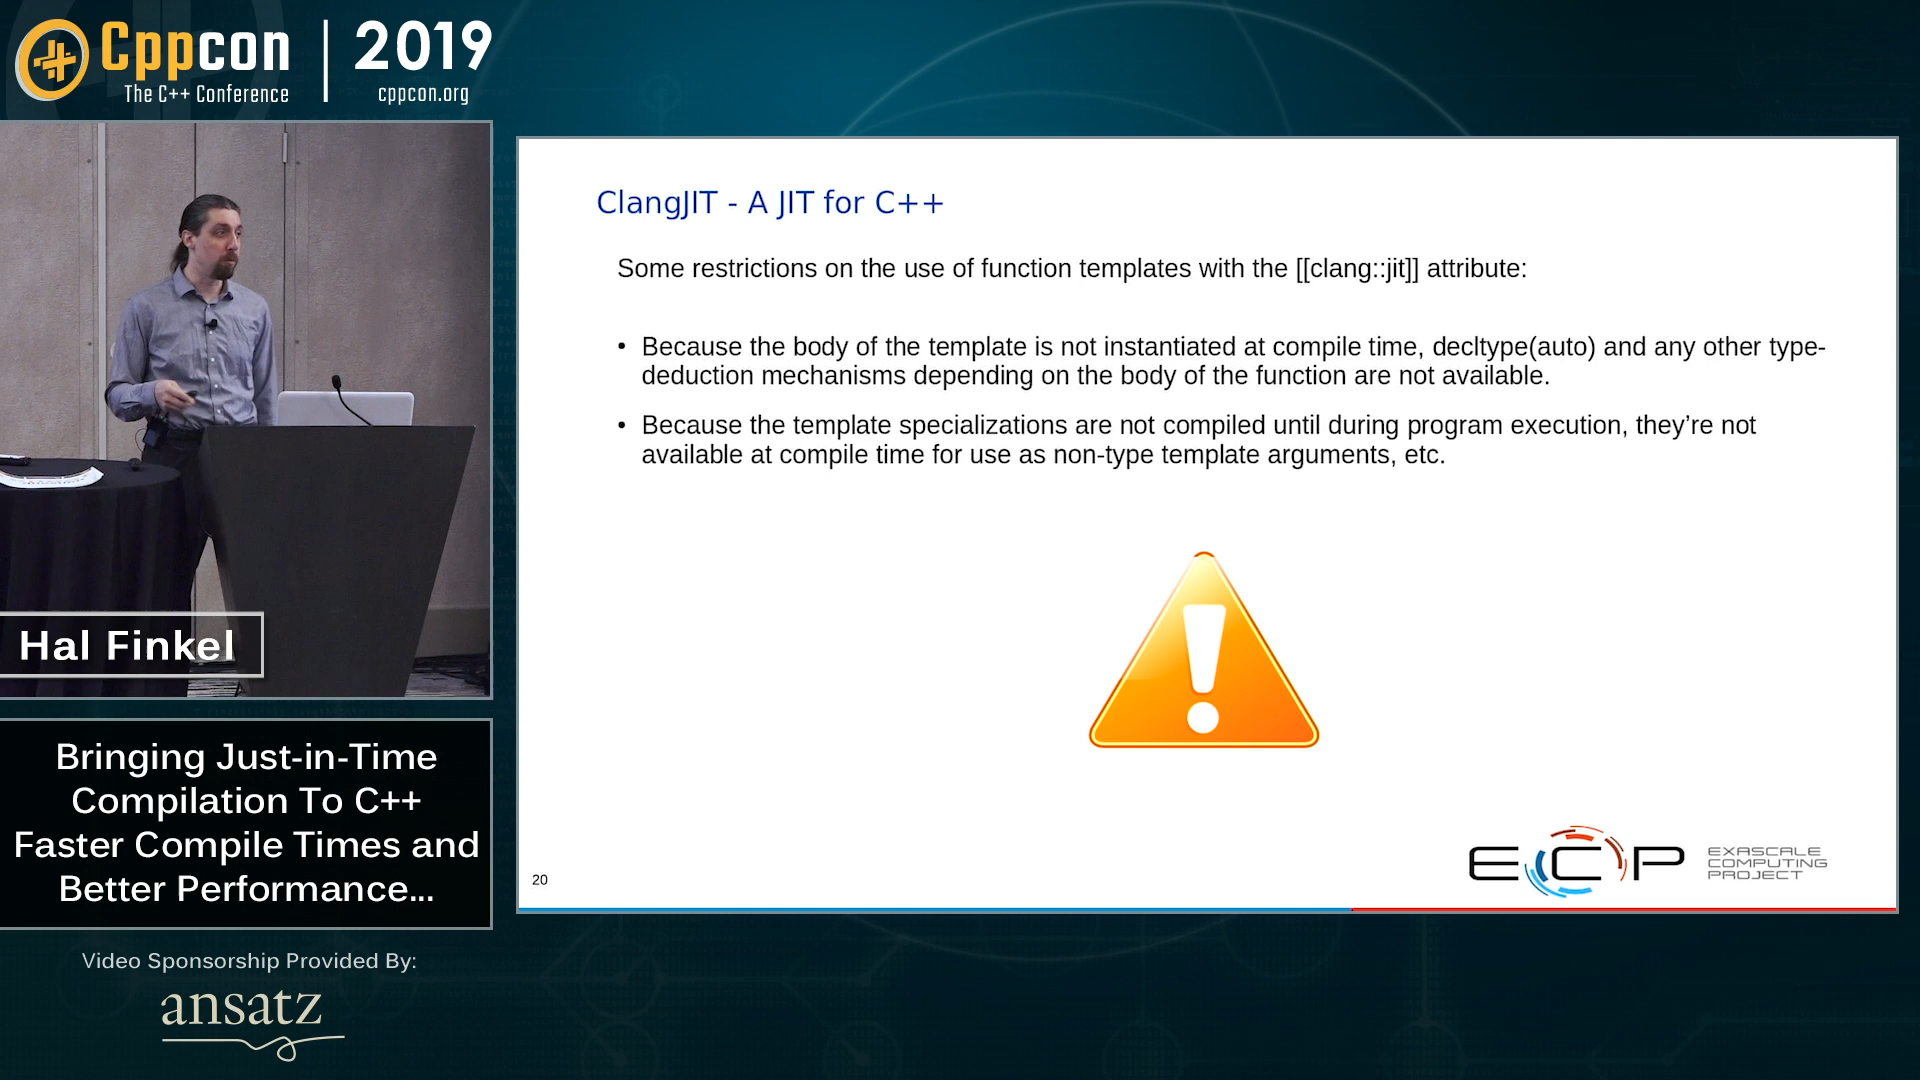 Cppcon
The C++ Conference
2019
cppcon.org
ClangJIT - A JIT for C++
Some restrictions on the use of function templates with the [[clang::jit]] attribute:
• Because the body of the template is not instantiated at compile time, decltype(auto) and any other type-
deduction mechanisms depending on the body of the function are not available.
• Because the template specializations are not compiled until during program execution, they’re not
available at compile time for use as non-type template arguments, etc.
20
ECP
EXASCALE
COMPUTING
PROJECT
Hal Finkel
Bringing Just-in-Time
Compilation To C++
Faster Compile Times and
Better Performance...
Video Sponsorship Provided By:
ansatz